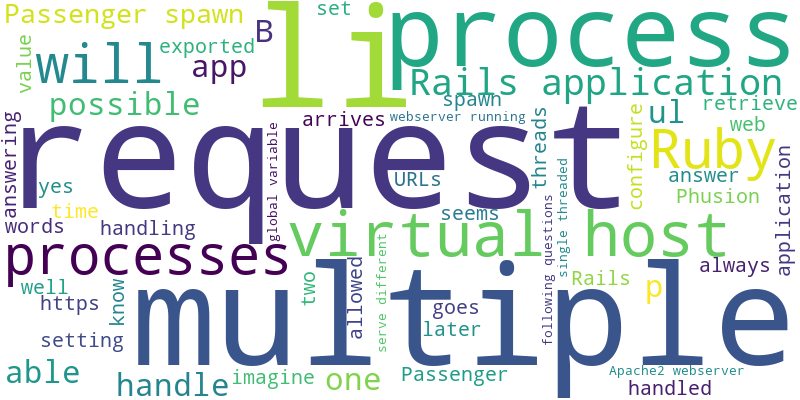 Passenger spawn
set
li
process
B
exported
value
will
app
Rails application
possible
spawn
retrieve
arrives
webserver running
ul
web
request
threads
configure
Ruby
answering
global variable
URLs
single threaded
answer
yes
Phusion
time
seems
application
words
handling
virtual host
following questions
processes
always
well
know
two
allowed
serve different
Rails
p
https
multiple
goes
later
setting
able
handle
imagine
one
Passenger
Apache2 webserver
handled